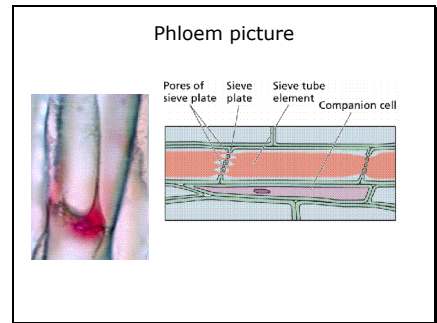 Phloem picture
Pores of
sieve plate
Sieve
plate
Sieve tube
element
Companion cell